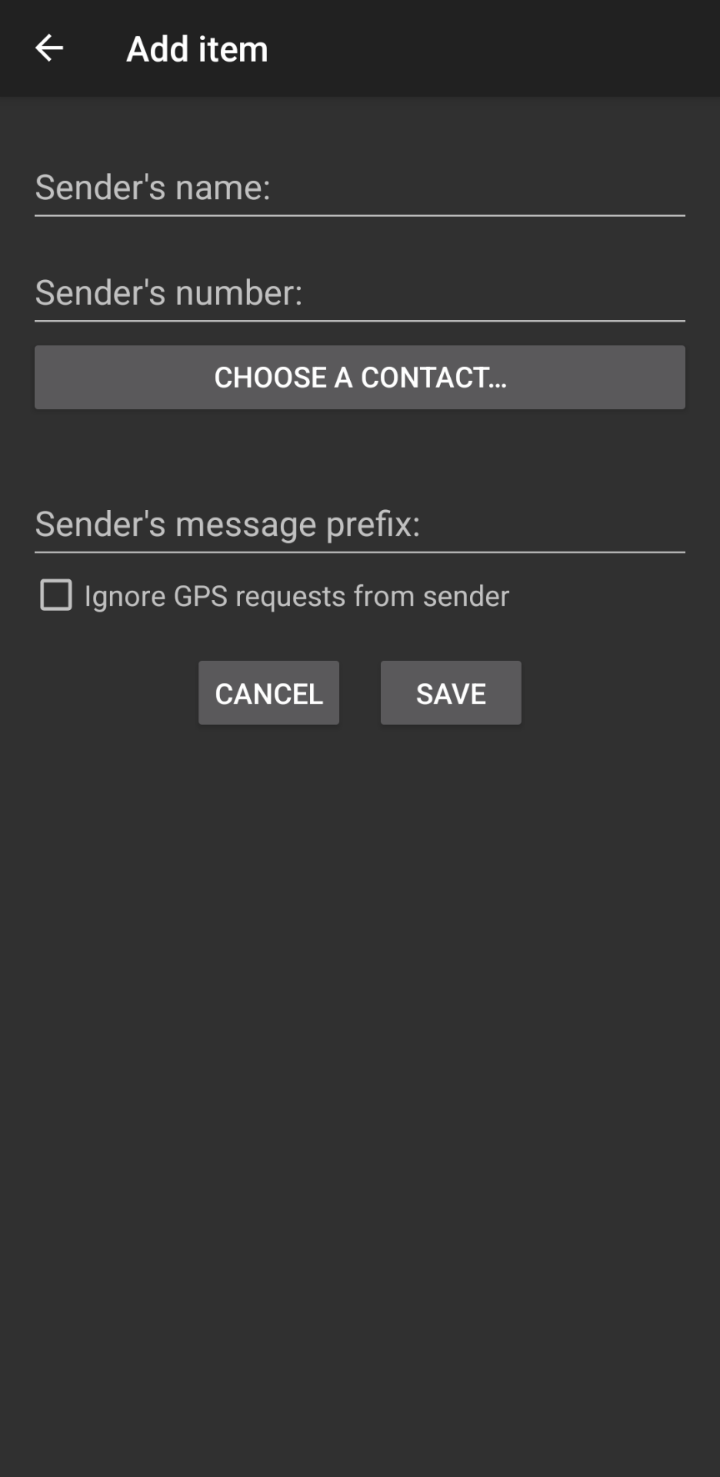 Add item
Sender's name:
Sender's number:
CHOOSE A CONTACT...
Sender's message prefix:
Ignore GPS requests from sender
CANCEL SAVE